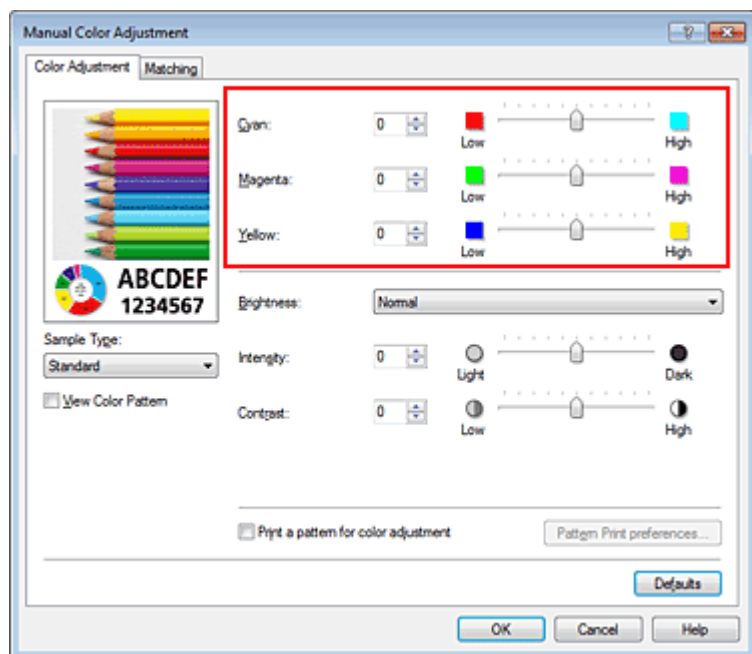 Manual Color Adjustment
Color Adjustment
Matching
Cyan:
0
Low
High
Magenta:
0
Low
High
Yellow:
0
Low
High
ABCDEF
1234567
Sample Type:
Standard
View Color Pattern
Brightness:
Normal
Intensity:
0
Light
Dark
Contrast:
0
Low
High
Print a pattern for color adjustment
Pattern Print preferences...
Defaults
OK
Cancel
Help